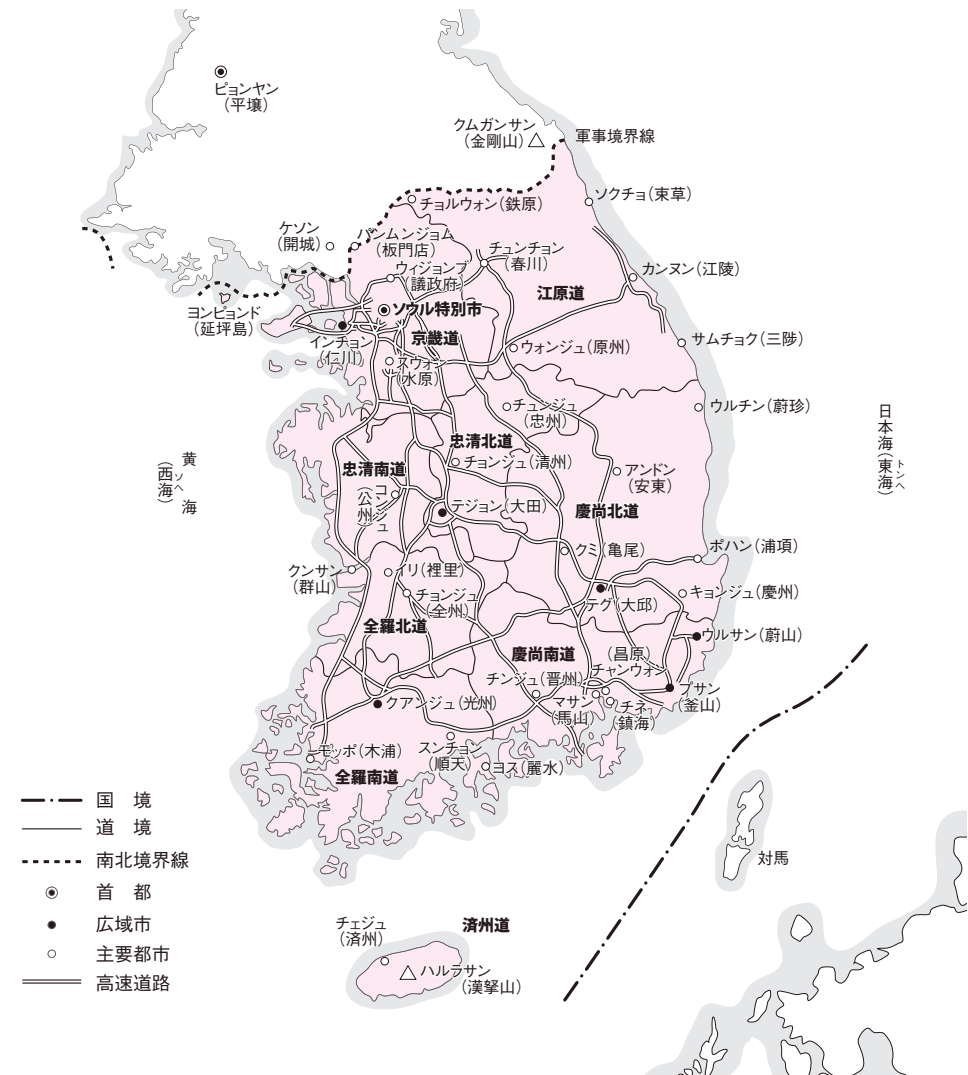 ピョンヤン
(平壌)
クムガンサン
(金剛山)
軍事境界線
ソクチョ(束草)
チョルウォン(鉄原)
ケソン
(開城)
パンムンジョム
(板門店)
チュンチョン
(春川)
ウィジョンブ
(議政府)
カンヌン(江陵)
江原道
ヨンピョンド
(延坪島)
ソウル特別市
インチョン
(仁川)
京畿道
サムチョク(三陟)
ウォンジュ(原州)
スウォン
(水原)
チュンジュ
(忠州)
ウルチン(蔚珍)
日本海(東海)
トンヘ
忠清北道
黄海
(西海)
ソヘ
忠清南道
チョンジュ(清州)
アンドン
(安東)
コンジュ
(公州)
テジョン(大田)
慶尚北道
クミ(亀尾)
ポハン(浦項)
クンサン
(群山)
イリ(裡里)
チョンジュ
(全州)
テグ(大邱)
キョンジュ(慶州)
全羅北道
ウルサン(蔚山)
慶尚南道
(昌原)
チャンウォン
チンジュ(晋州)
マサン
(馬山)
チネ
(鎮海)
プサン
(釜山)
クアンジュ(光州)
モッポ(木浦)
スンチョン
(順天)
ヨス(麗水)
全羅南道
国 境
道 境
南北境界線
首 都
広域市
主要都市
高速道路
対馬
チェジュ
(済州)
済州道
ハルラサン
(漢拏山)